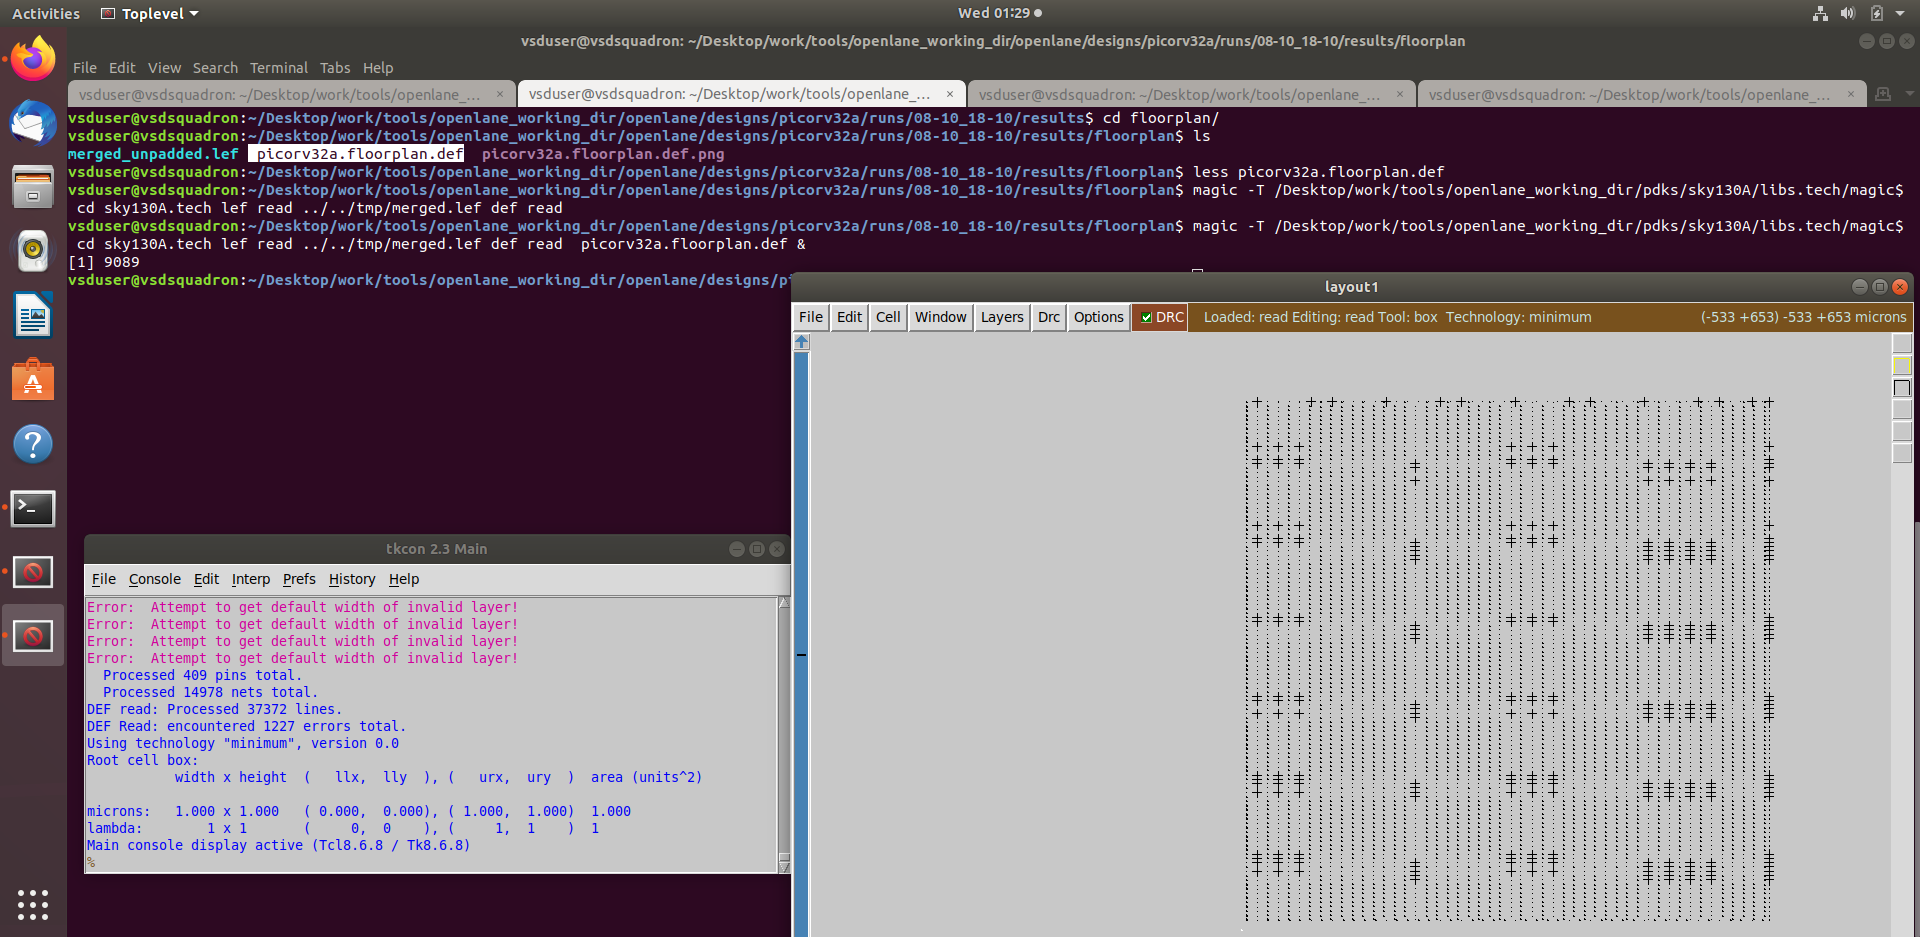 Activities
Toplevel
Wed 01:29
vsduser@vsdsquadron: ~/Desktop/work/tools/openlane_working_dir/openlane/designs/picorv32a/runs/08-10_18-10/results/floorplan
File Edit View Search Terminal Tabs Help
vsduser@vsdsquadron: ~/Desktop/work/tools/openlane_... ×
vsduser@vsdsquadron: ~/Desktop/work/tools/openlane_... ×
vsduser@vsdsquadron: ~/Desktop/work/tools/openlane_... ×
vsduser@vsdsquadron: ~/Desktop/work/tools/openlane_... ×
vsduser@vsdsquadron:~/Desktop/work/tools/openlane_working_dir/openlane/designs/picorv32a/runs/08-10_18-10/results$ cd floorplan/
vsduser@vsdsquadron:~/Desktop/work/tools/openlane_working_dir/openlane/designs/picorv32a/runs/08-10_18-10/results/floorplan$ ls
merged_unpadded.lef  picorv32a.floorplan.def  picorv32a.floorplan.def.png
vsduser@vsdsquadron:~/Desktop/work/tools/openlane_working_dir/openlane/designs/picorv32a/runs/08-10_18-10/results/floorplan$ less picorv32a.floorplan.def
vsduser@vsdsquadron:~/Desktop/work/tools/openlane_working_dir/openlane/designs/picorv32a/runs/08-10_18-10/results/floorplan$ magic -T /Desktop/work/tools/openlane_working_dir/pdks/sky130A/libs.tech/magic$
 cd sky130A.tech lef read ../../tmp/merged.lef def read
vsduser@vsdsquadron:~/Desktop/work/tools/openlane_working_dir/openlane/designs/picorv32a/runs/08-10_18-10/results/floorplan$ magic -T /Desktop/work/tools/openlane_working_dir/pdks/sky130A/libs.tech/magic$
 cd sky130A.tech lef read ../../tmp/merged.lef def read  picorv32a.floorplan.def &
[1] 9089
vsduser@vsdsquadron:~/Desktop/work/tools/openlane_working_dir/openlane/designs/pi
layout1
File Edit Cell Window Layers Drc Options DRC Loaded: read Editing: read Tool: box  Technology: minimum (-533 +653) -533 +653 microns
tkcon 2.3 Main
File Console Edit Interp Prefs History Help
Error:  Attempt to get default width of invalid layer!
Error:  Attempt to get default width of invalid layer!
Error:  Attempt to get default width of invalid layer!
Error:  Attempt to get default width of invalid layer!
  Processed 409 pins total.
  Processed 14978 nets total.
DEF read: Processed 37372 lines.
DEF Read: encountered 1227 errors total.
Using technology "minimum", version 0.0
Root cell box:
           width x height  (   llx,  lly  ), (   urx,  ury  )  area (units^2)
microns:   1.000 x 1.000   ( 0.000,  0.000), ( 1.000,  1.000)  1.000
lambda:        1 x 1       (     0,  0    ), (     1,  1    )  1
Main console display active (Tcl8.6.8 / Tk8.6.8)
%